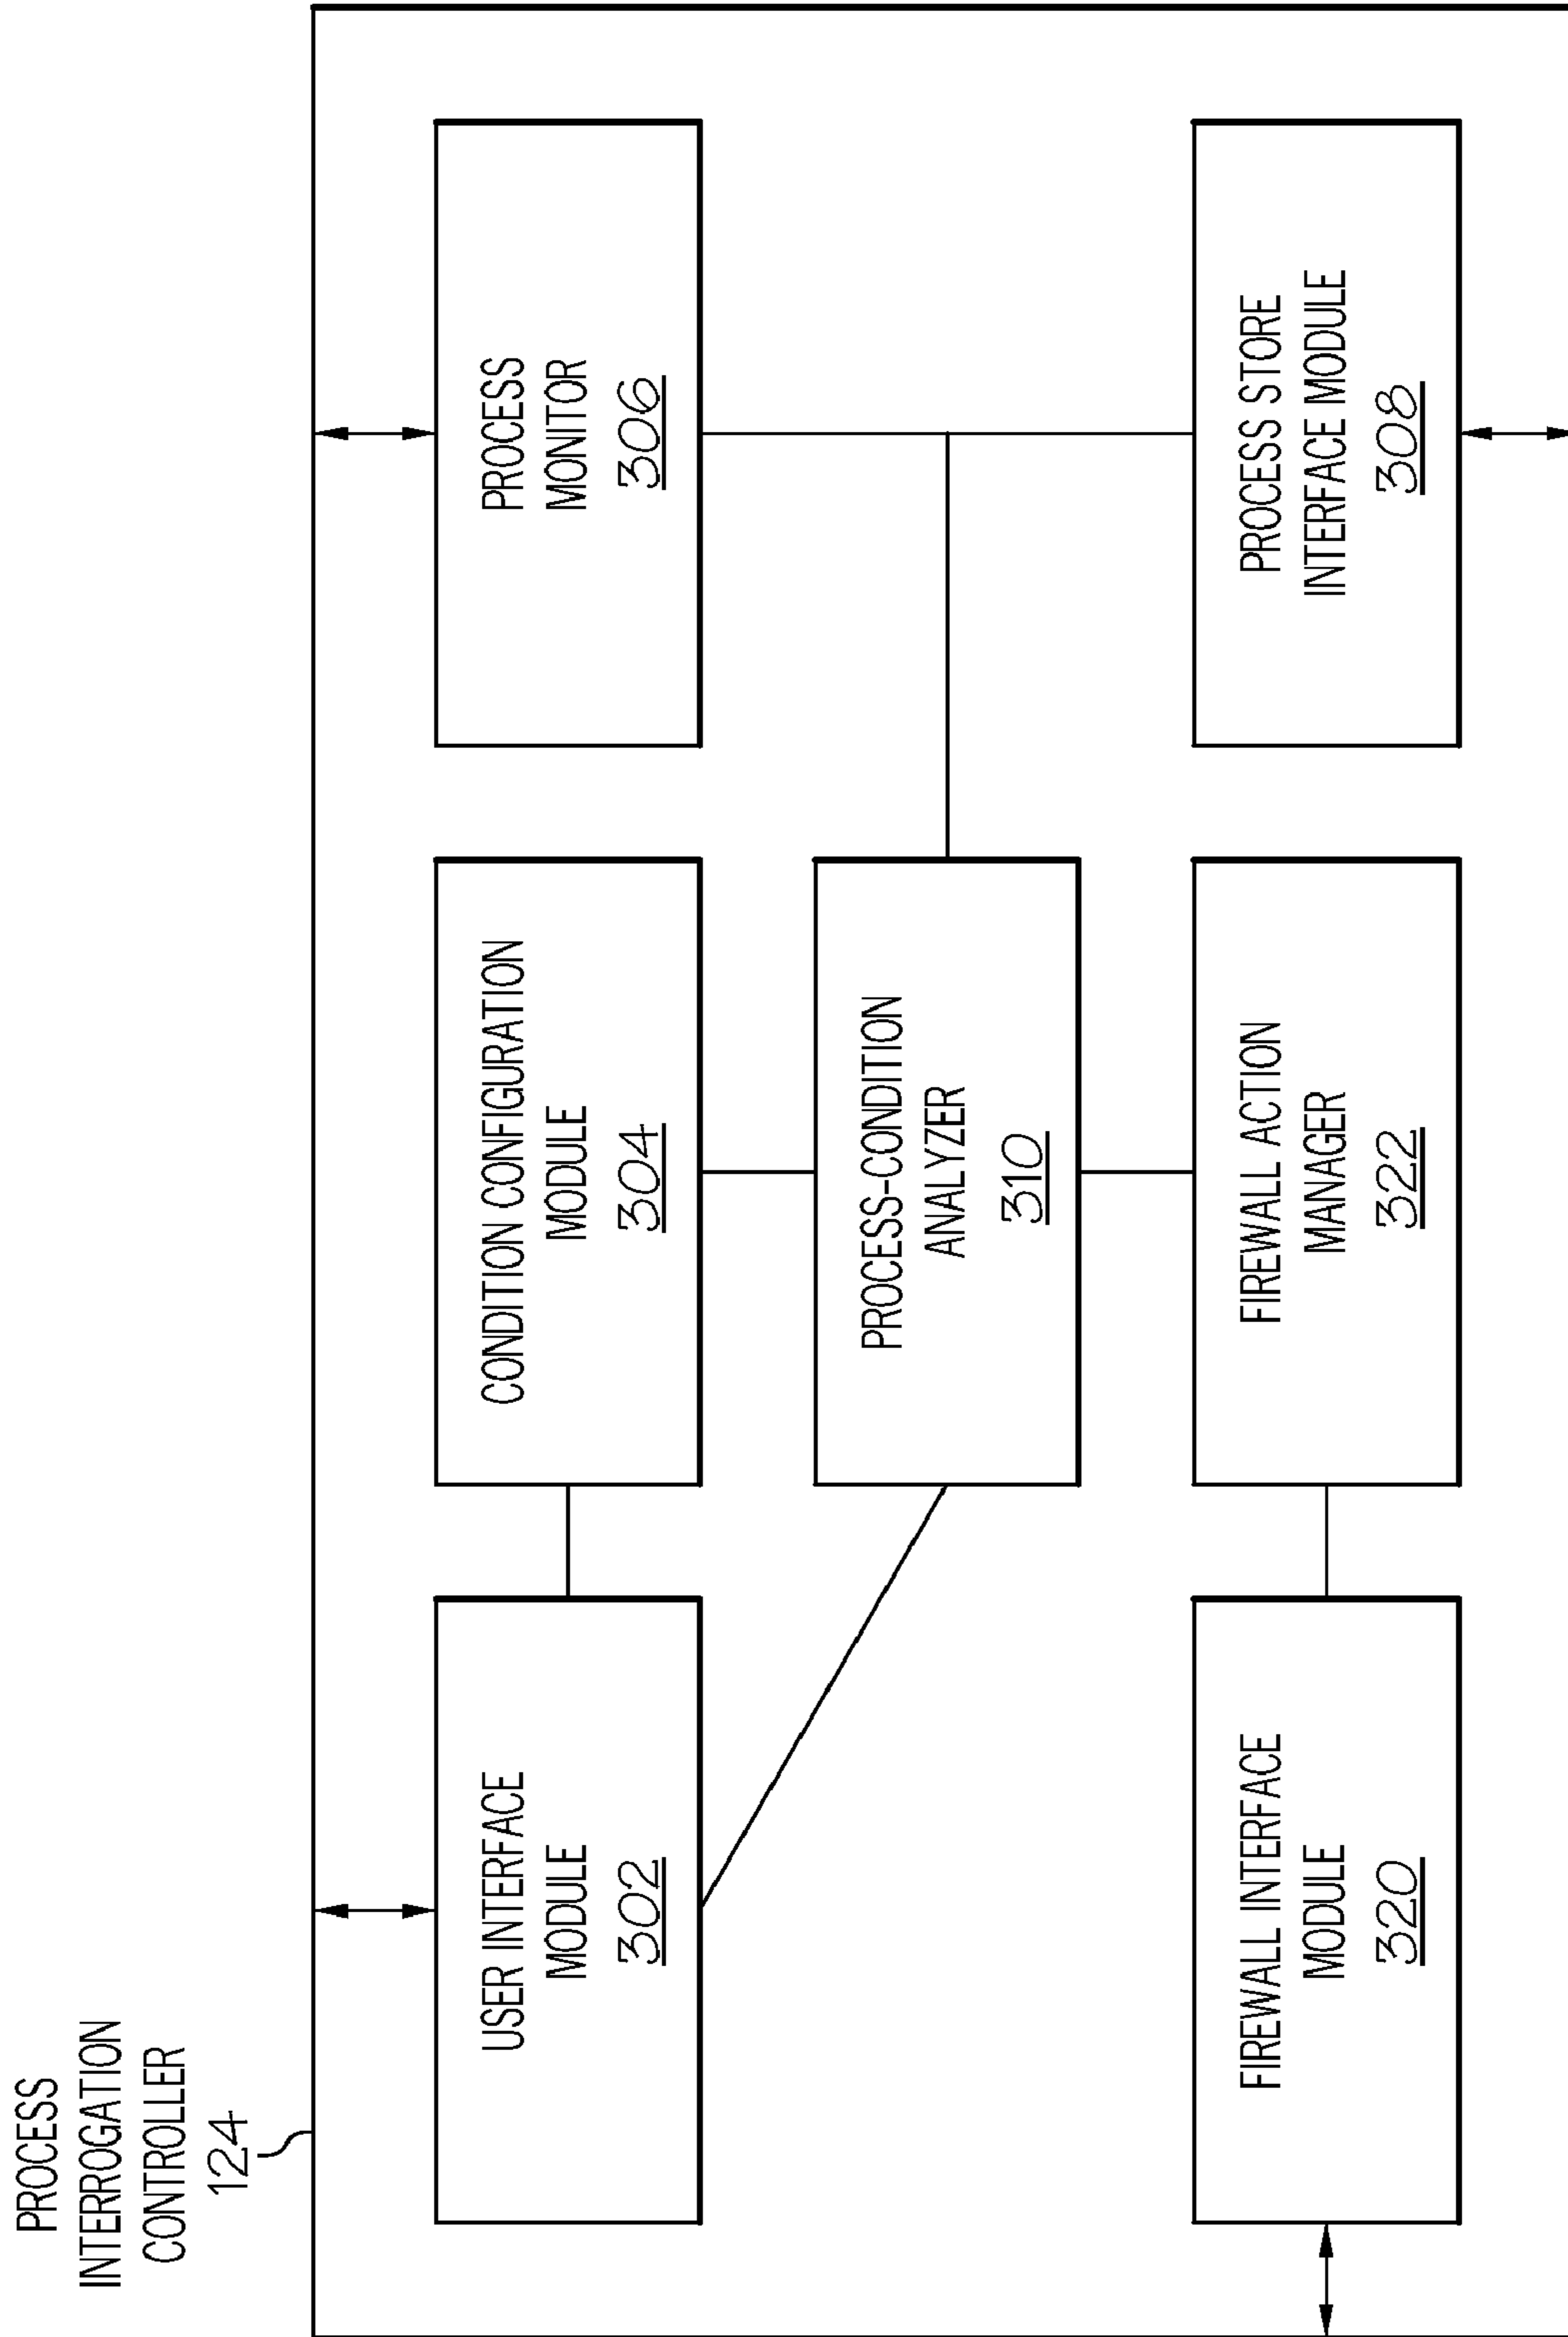 PROCESS
INTERROGATION
CONTROLLER
124
USER INTERFACE
MODULE
302
CONDITION CONFIGURATION
MODULE
304
PROCESS
MONITOR
306
PROCESS-CONDITION
ANALYZER
310
FIREWALL INTERFACE
MODULE
320
FIREWALL ACTION
MANAGER
322
PROCESS STORE
INTERFACE MODULE
308